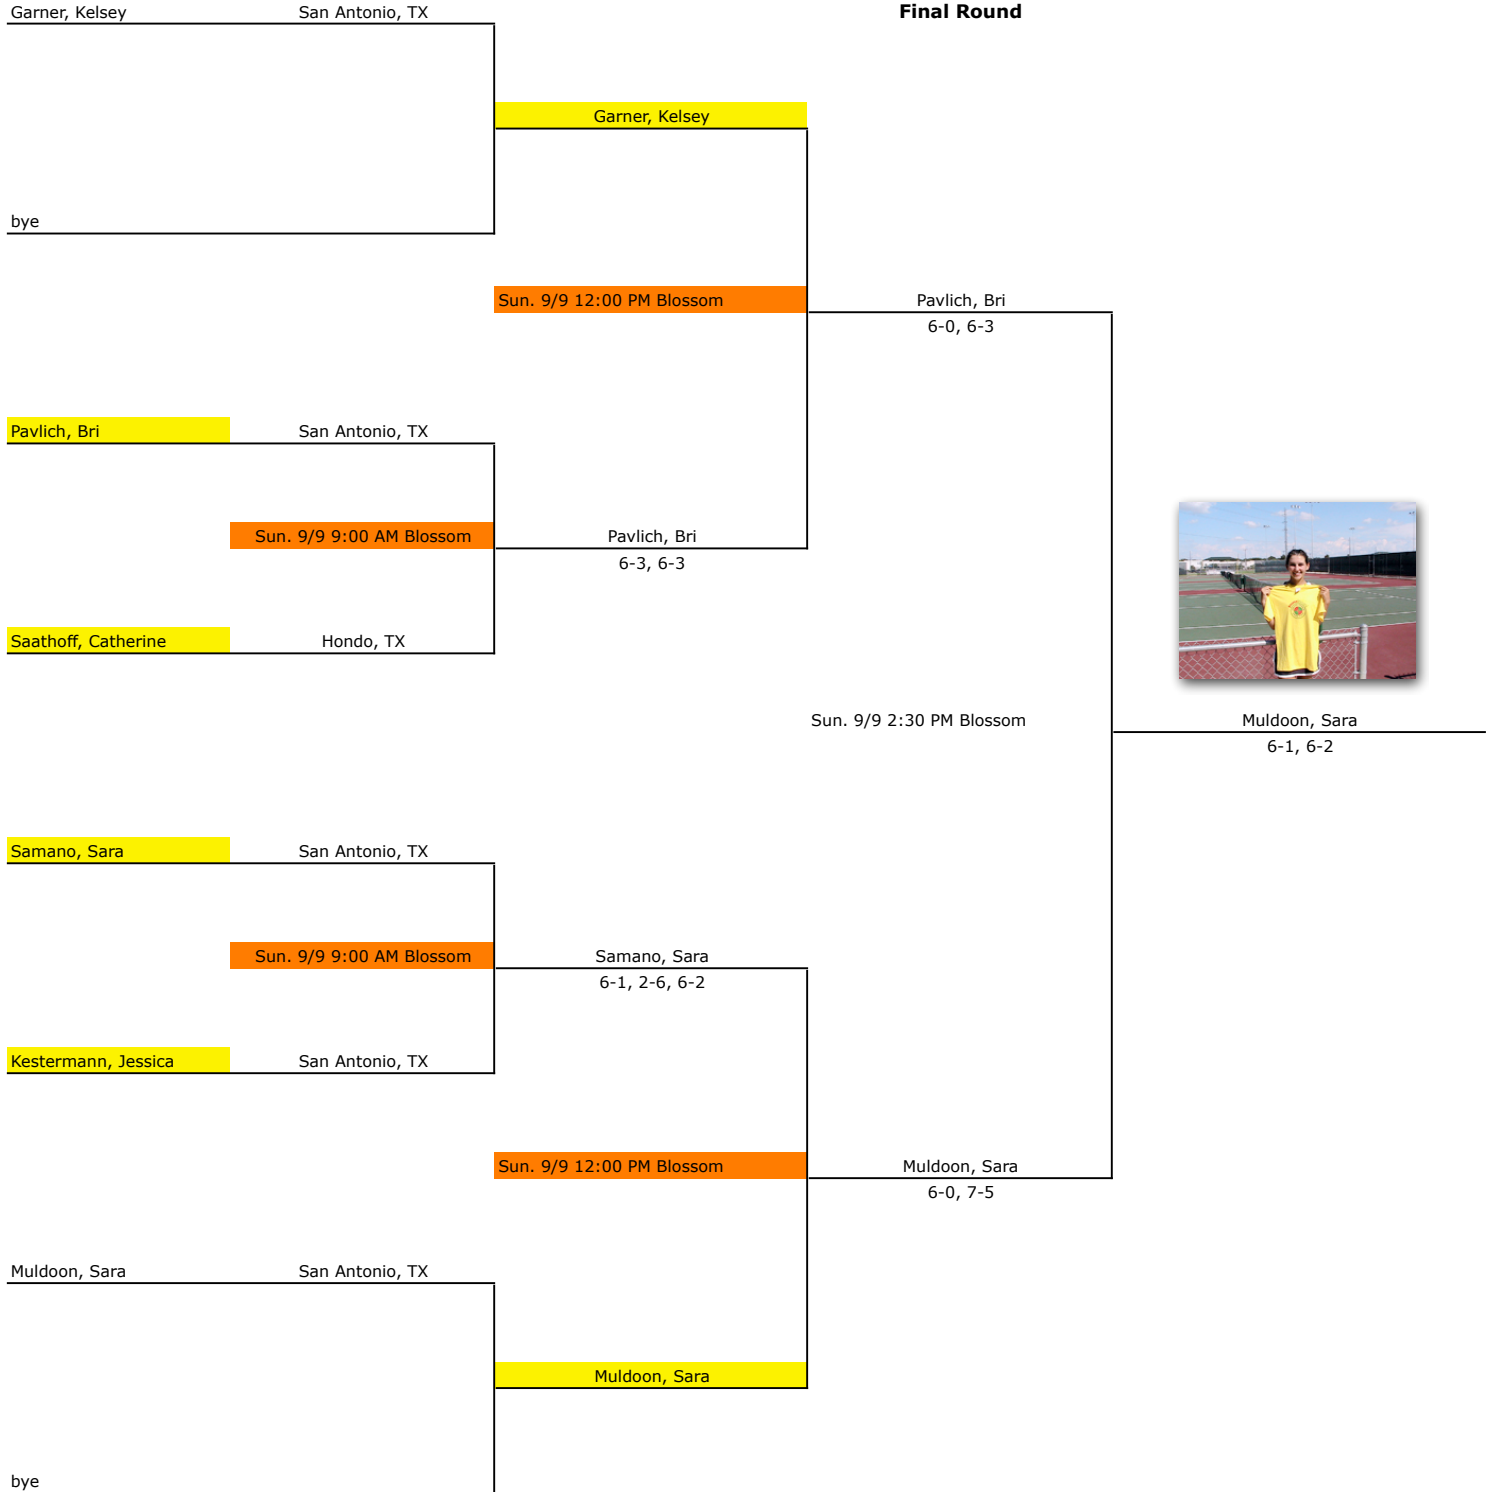 Garner, Kelsey San Antonio, TX Final Round
Garner, Kelsey
bye
Sun. 9/9 12:00 PM Blossom Pavlich, Bri
6-0, 6-3
Pavlich, Bri San Antonio, TX
Sun. 9/9 9:00 AM Blossom Pavlich, Bri
6-3, 6-3
Saathoff, Catherine Hondo, TX
Sun. 9/9 2:30 PM Blossom Muldoon, Sara
6-1, 6-2
Samano, Sara San Antonio, TX
Sun. 9/9 9:00 AM Blossom Samano, Sara
6-1, 2-6, 6-2
Kestermann, Jessica San Antonio, TX
Sun. 9/9 12:00 PM Blossom Muldoon, Sara
6-0, 7-5
Muldoon, Sara San Antonio, TX
Muldoon, Sara
bye